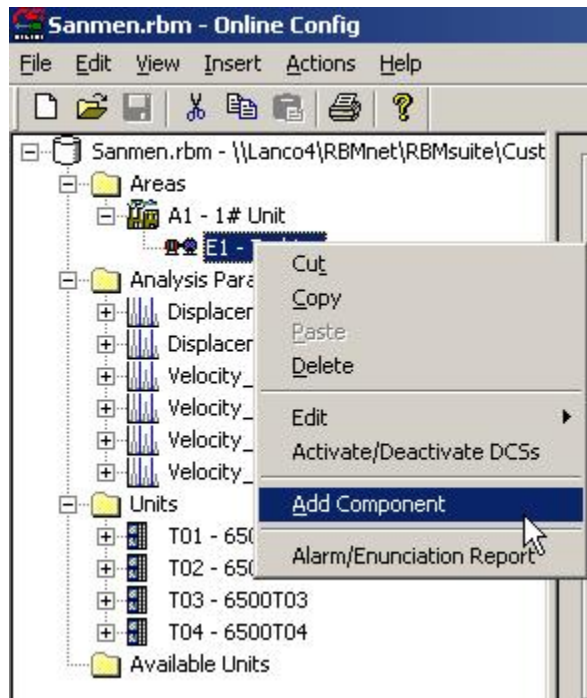 Sanmen.rbm - Online Config
File Edit View Insert Actions Help
Sanmen.rbm - \\Lanco4\RBMnet\RBMsuite\Cust
Areas
A1 - 1# Unit
E1 -
Analysis Para
Displacer
Displacer
Velocity_
Velocity_
Velocity_
Velocity_
Units
T01 - 650
T02 - 650
T03 - 6500T03
T04 - 6500T04
Available Units
Cut
Copy
Paste
Delete
Edit
Activate/Deactivate DCSs
Add Component
Alarm/Enunciation Report